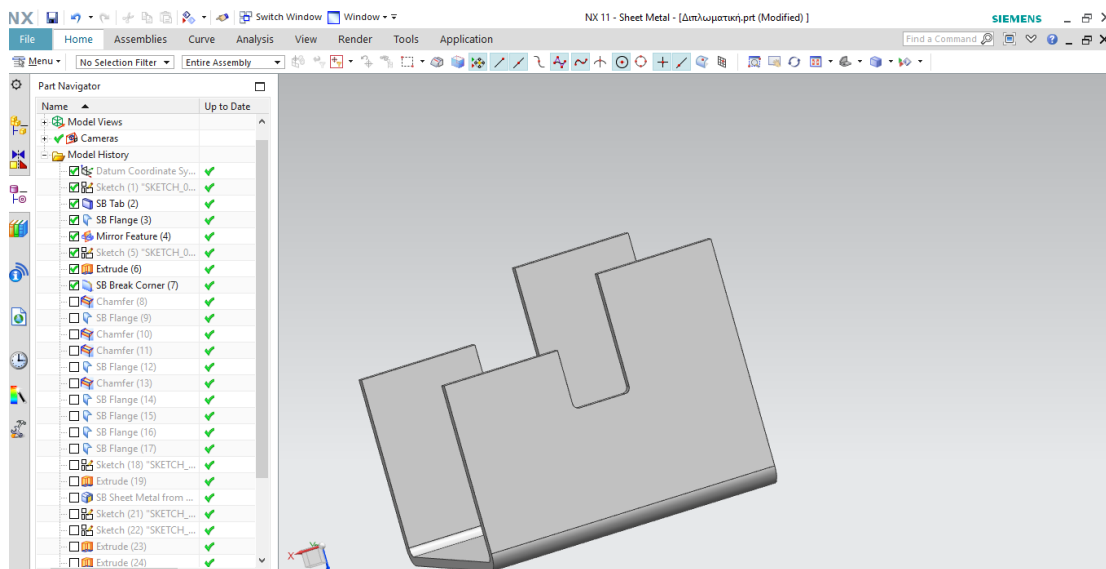 NX Switch Window Window NX 11 - Sheet Metal - [Διπλωματική.prt (Modified) ] SIEMENS
File Home Assemblies Curve Analysis View Render Tools Application Find a Command
Menu No Selection Filter Entire Assembly
Part Navigator
Name Up to Date
Model Views
Cameras
Model History
Datum Coordinate Sy...
Sketch (1) "SKETCH_0...
SB Tab (2)
SB Flange (3)
Mirror Feature (4)
Sketch (5) "SKETCH_0...
Extrude (6)
SB Break Corner (7)
Chamfer (8)
SB Flange (9)
Chamfer (10)
Chamfer (11)
SB Flange (12)
Chamfer (13)
SB Flange (14)
SB Flange (15)
SB Flange (16)
SB Flange (17)
Sketch (18) "SKETCH_...
Extrude (19)
SB Sheet Metal from ...
Sketch (21) "SKETCH_...
Sketch (22) "SKETCH_...
Extrude (23)
Extrude (24)
X